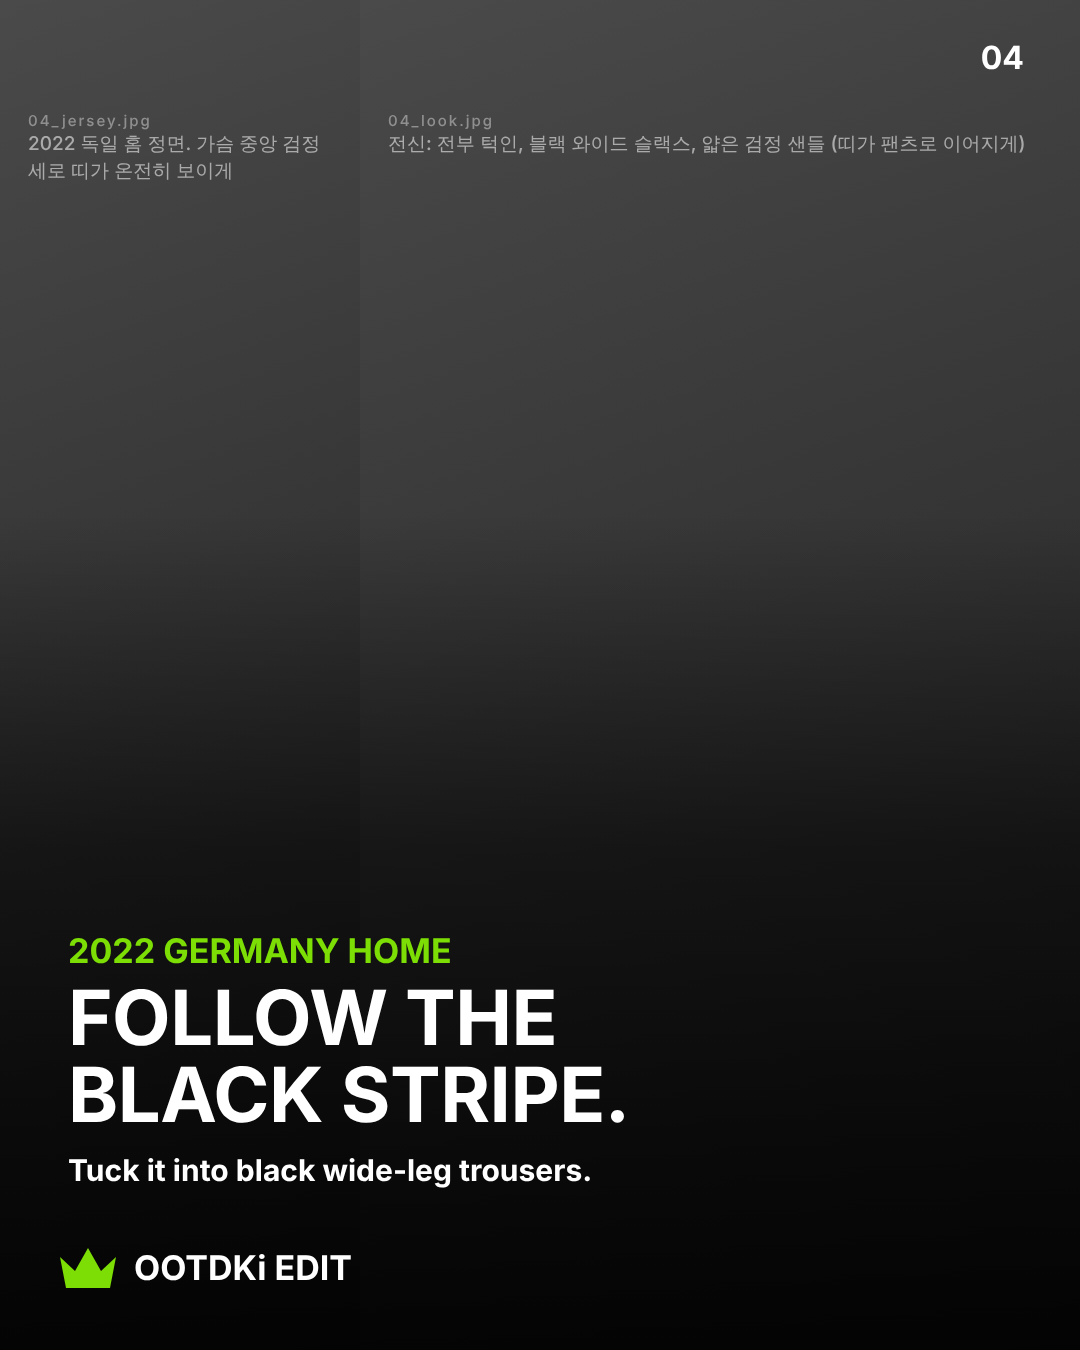 04
04_jersey.jpg
2022 독일 홈 정면. 가슴 중앙 검정
세로 띠가 온전히 보이게
04_look.jpg
전신: 전부 턱인, 블랙 와이드 슬랙스, 얇은 검정 샌들 (띠가 팬츠로 이어지게)
2022 GERMANY HOME
FOLLOW THE
BLACK STRIPE.
Tuck it into black wide-leg trousers.
OOTDKi EDIT